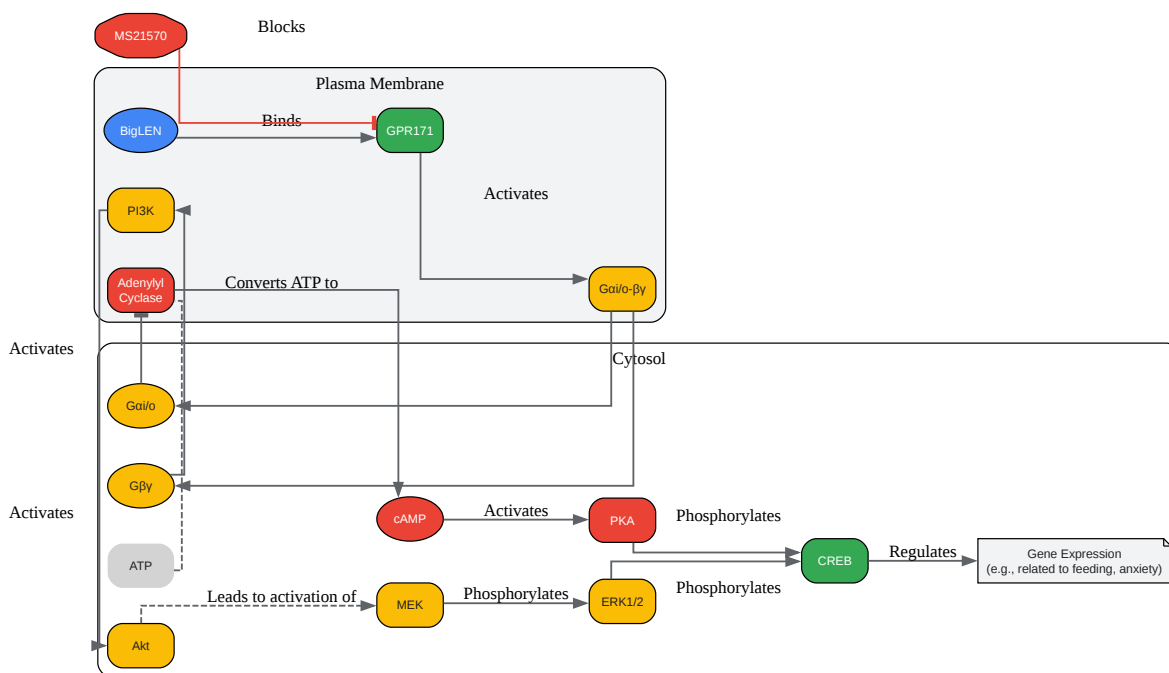 MS21570
Blocks
Plasma Membrane
BigLEN
Binds
GPR171
PI3K
Activates
Adenylyl
Cyclase
Converts ATP to
Gαi/o-βγ
Activates
Cytosol
Gαi/o
Gβγ
Activates
cAMP
Activates
PKA
Phosphorylates
ATP
CREB
Regulates
Gene Expression
(e.g., related to feeding, anxiety)
Leads to activation of
MEK
Phosphorylates
ERK1/2
Phosphorylates
Akt